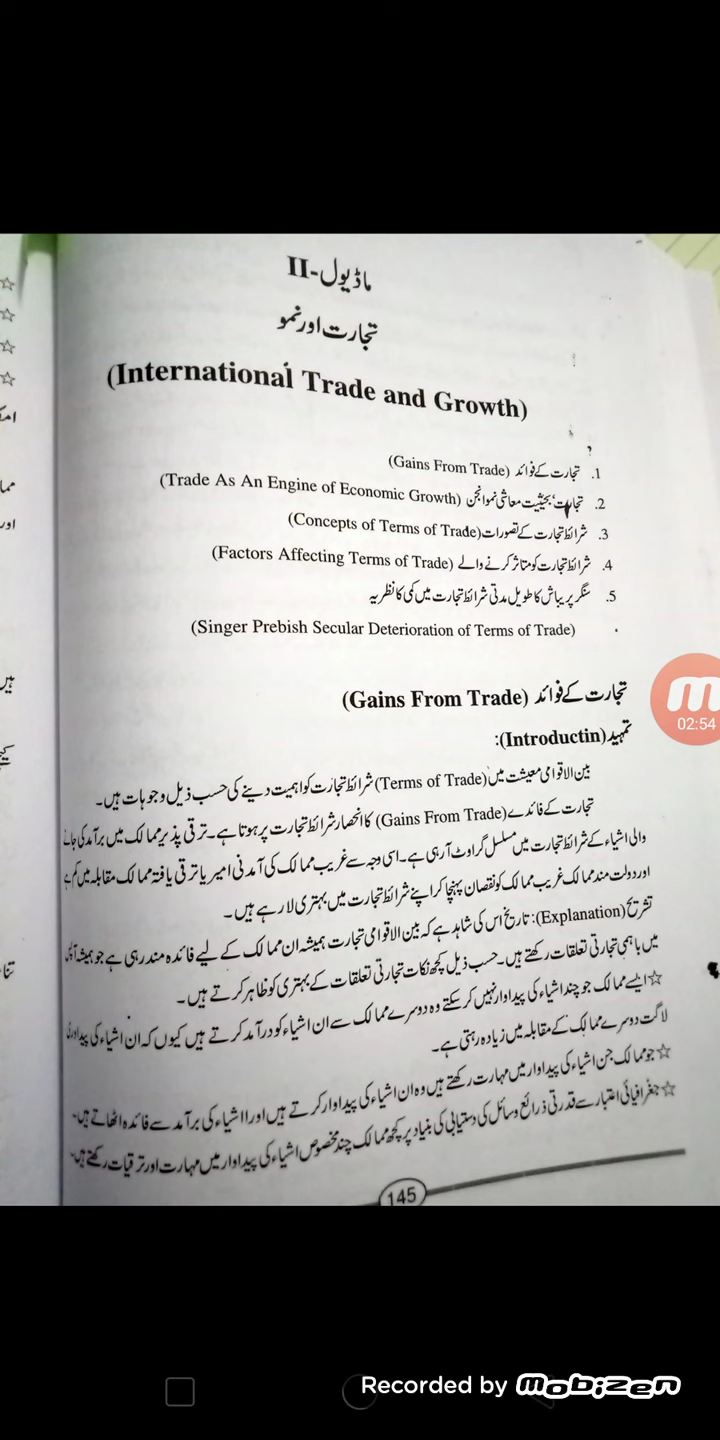 ماڈیول-II
تجارت اور نمو
(International Trade and Growth)
1. تجارت کے فوائد (Gains From Trade)
2. تجارت بحیثیت معاشی نمو انجن (Trade As An Engine of Economic Growth)
3. شرائط تجارت کے تصورات (Concepts of Terms of Trade)
4. شرائط تجارت کو متاثر کرنے والے (Factors Affecting Terms of Trade)
5. سنگر پریباش کا طویل مدتی شرائط تجارت میں کمی کا نظریہ
(Singer Prebish Secular Deterioration of Terms of Trade)
تجارت کے فوائد (Gains From Trade)
تمہید (Introductin):
بین الاقوامی معیشت میں (Terms of Trade) شرائط تجارت کو اہمیت دینے کی حسب ذیل وجوہات ہیں۔
تجارت کے فائدے (Gains From Trade) کا انحصار شرائط تجارت پر ہوتا ہے۔ ترقی پذیر ممالک میں برآمد کی جانے
والی اشیاء کے شرائط تجارت میں مسلسل گراوٹ آرہی ہے۔ اسی وجہ سے غریب ممالک کی آمدنی امیر یا ترقی یافتہ ممالک مقابلہ میں کم ہے
اور دولت مند ممالک غریب ممالک کو نقصان پہنچا کر اپنے شرائط تجارت میں بہتری لا رہے ہیں۔
تشریح (Explanation): تاریخ اس کی شاہد ہے کہ بین الاقوامی تجارت ہمیشہ ان ممالک کے لیے فائدہ مند رہی ہے جو ہمیشہ آپس
میں باہمی تجارتی تعلقات رکھتے ہیں۔ حسب ذیل کچھ نکات تجارتی تعلقات کے بہتری کو ظاہر کرتے ہیں۔
☆ ایسے ممالک جو چند اشیاء کی پیداوار نہیں کرسکتے وہ دوسرے ممالک سے ان اشیاء کو درآمد کرتے ہیں کیوں کہ ان اشیاء کی پیداوار کی
لاگت دوسرے ممالک کے مقابلہ میں زیادہ رہتی ہے۔
☆ جو ممالک جن اشیاء کی پیداوار میں مہارت رکھتے ہیں وہ ان اشیاء کی پیداوار کرتے ہیں اور ا اشیاء کی برآمد سے فائدہ اٹھاتے ہیں۔
☆ جغرافیائی اعتبار سے قدرتی ذرائع وسائل کی دستیابی کی بنیاد پر کچھ ممالک چند مخصوص اشیاء کی پیداوار میں مہارت اور ترقیات رکھتے ہیں۔
145
02:54
Recorded by mobizen